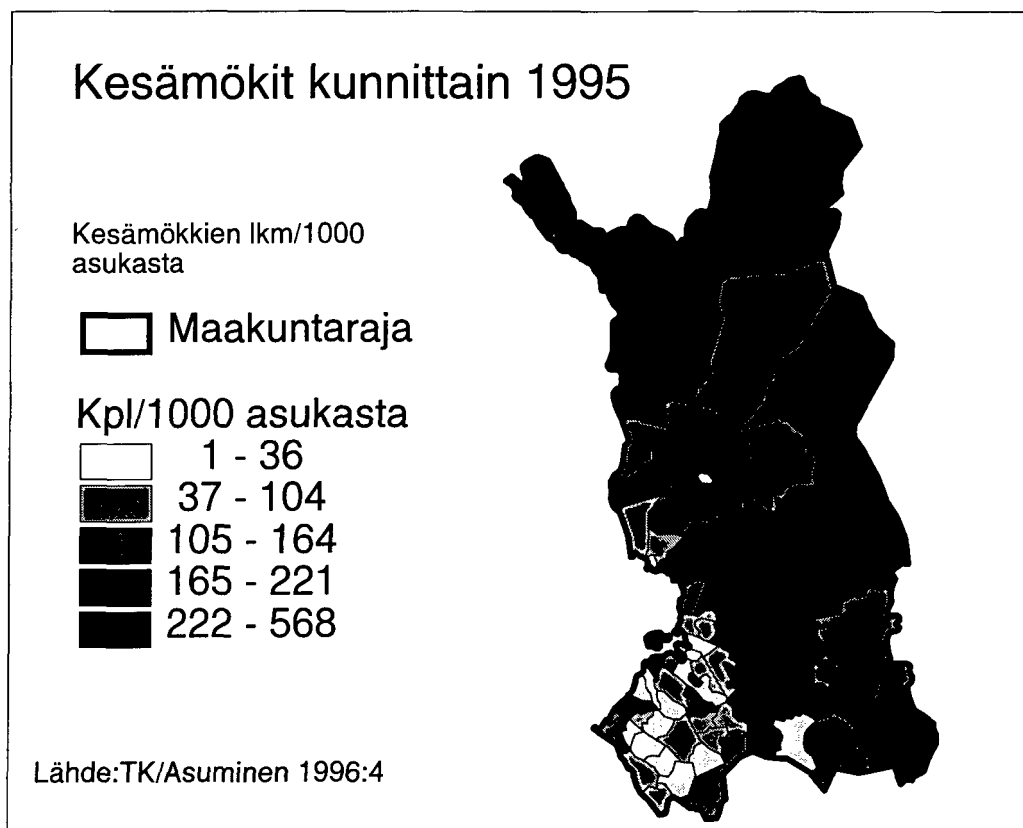 Kesämökit kunnittain 1995
Kesämökkien lkm/1000
asukasta
Maakuntaraja
Kpl/1000 asukasta
1 - 36
37 - 104
105 - 164
165 - 221
222 - 568
Lähde:TK/Asuminen 1996:4